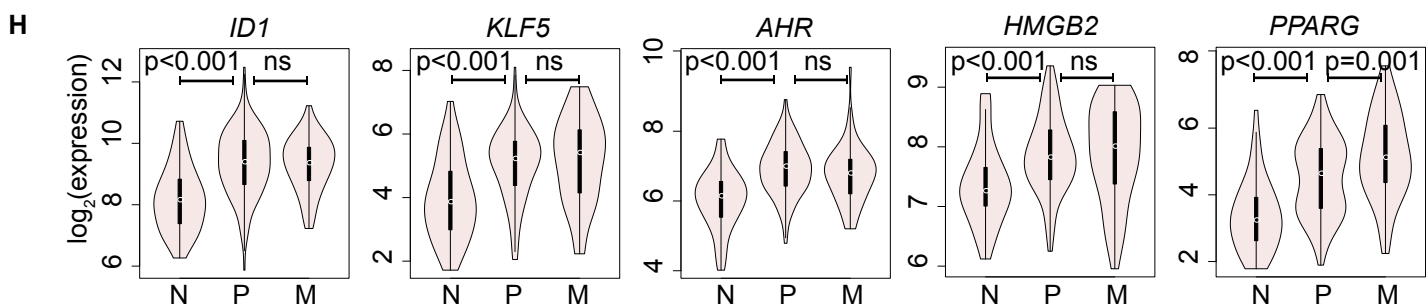 H
ID1
KLF5
AHR
HMGB2
PPARG
log2(expression)
p<0.001 ns
p<0.001 ns
p<0.001 ns
p<0.001 ns
p<0.001 p=0.001
12
10
8
6
8
6
4
2
10
8
6
4
9
8
7
6
8
6
4
2
N P M
N P M
N P M
N P M
N P M